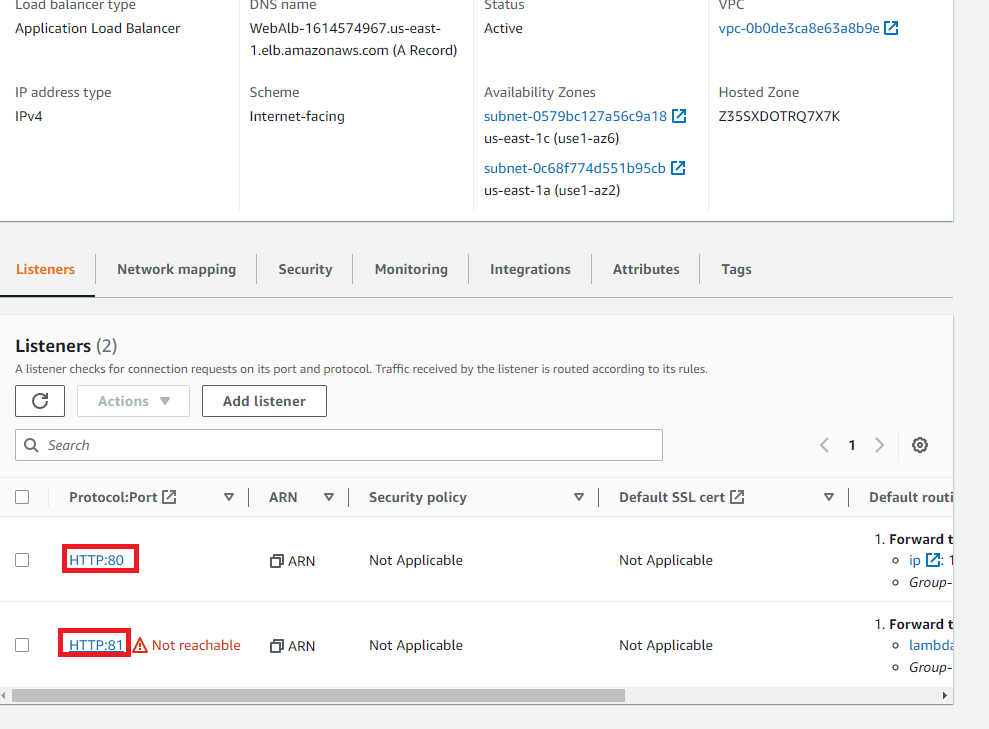 Load balancer type
DNS name
Status
VPC
Application Load Balancer
WebAlb-1614574967.us-east-
1.elb.amazonaws.com (A Record)
Active
vpc-0b0de3ca8e63a8b9e
IP address type
Scheme
Availability Zones
Hosted Zone
IPv4
Internet-facing
subnet-0579bc127a56c9a18
us-east-1c (use1-az6)
subnet-0c68f774d551b95cb
us-east-1a (use1-az2)
Z35SXDOTRQ7X7K
Listeners
Network mapping
Security
Monitoring
Integrations
Attributes
Tags
Listeners (2)
A listener checks for connection requests on its port and protocol. Traffic received by the listener is routed according to its rules.
Actions
Add listener
Search
1
Protocol:Port
ARN
Security policy
Default SSL cert
Default routi
HTTP:80
ARN
Not Applicable
Not Applicable
1. Forward t
ip : 1
Group-
HTTP:81 Not reachable
ARN
Not Applicable
Not Applicable
1. Forward t
lambda
Group-